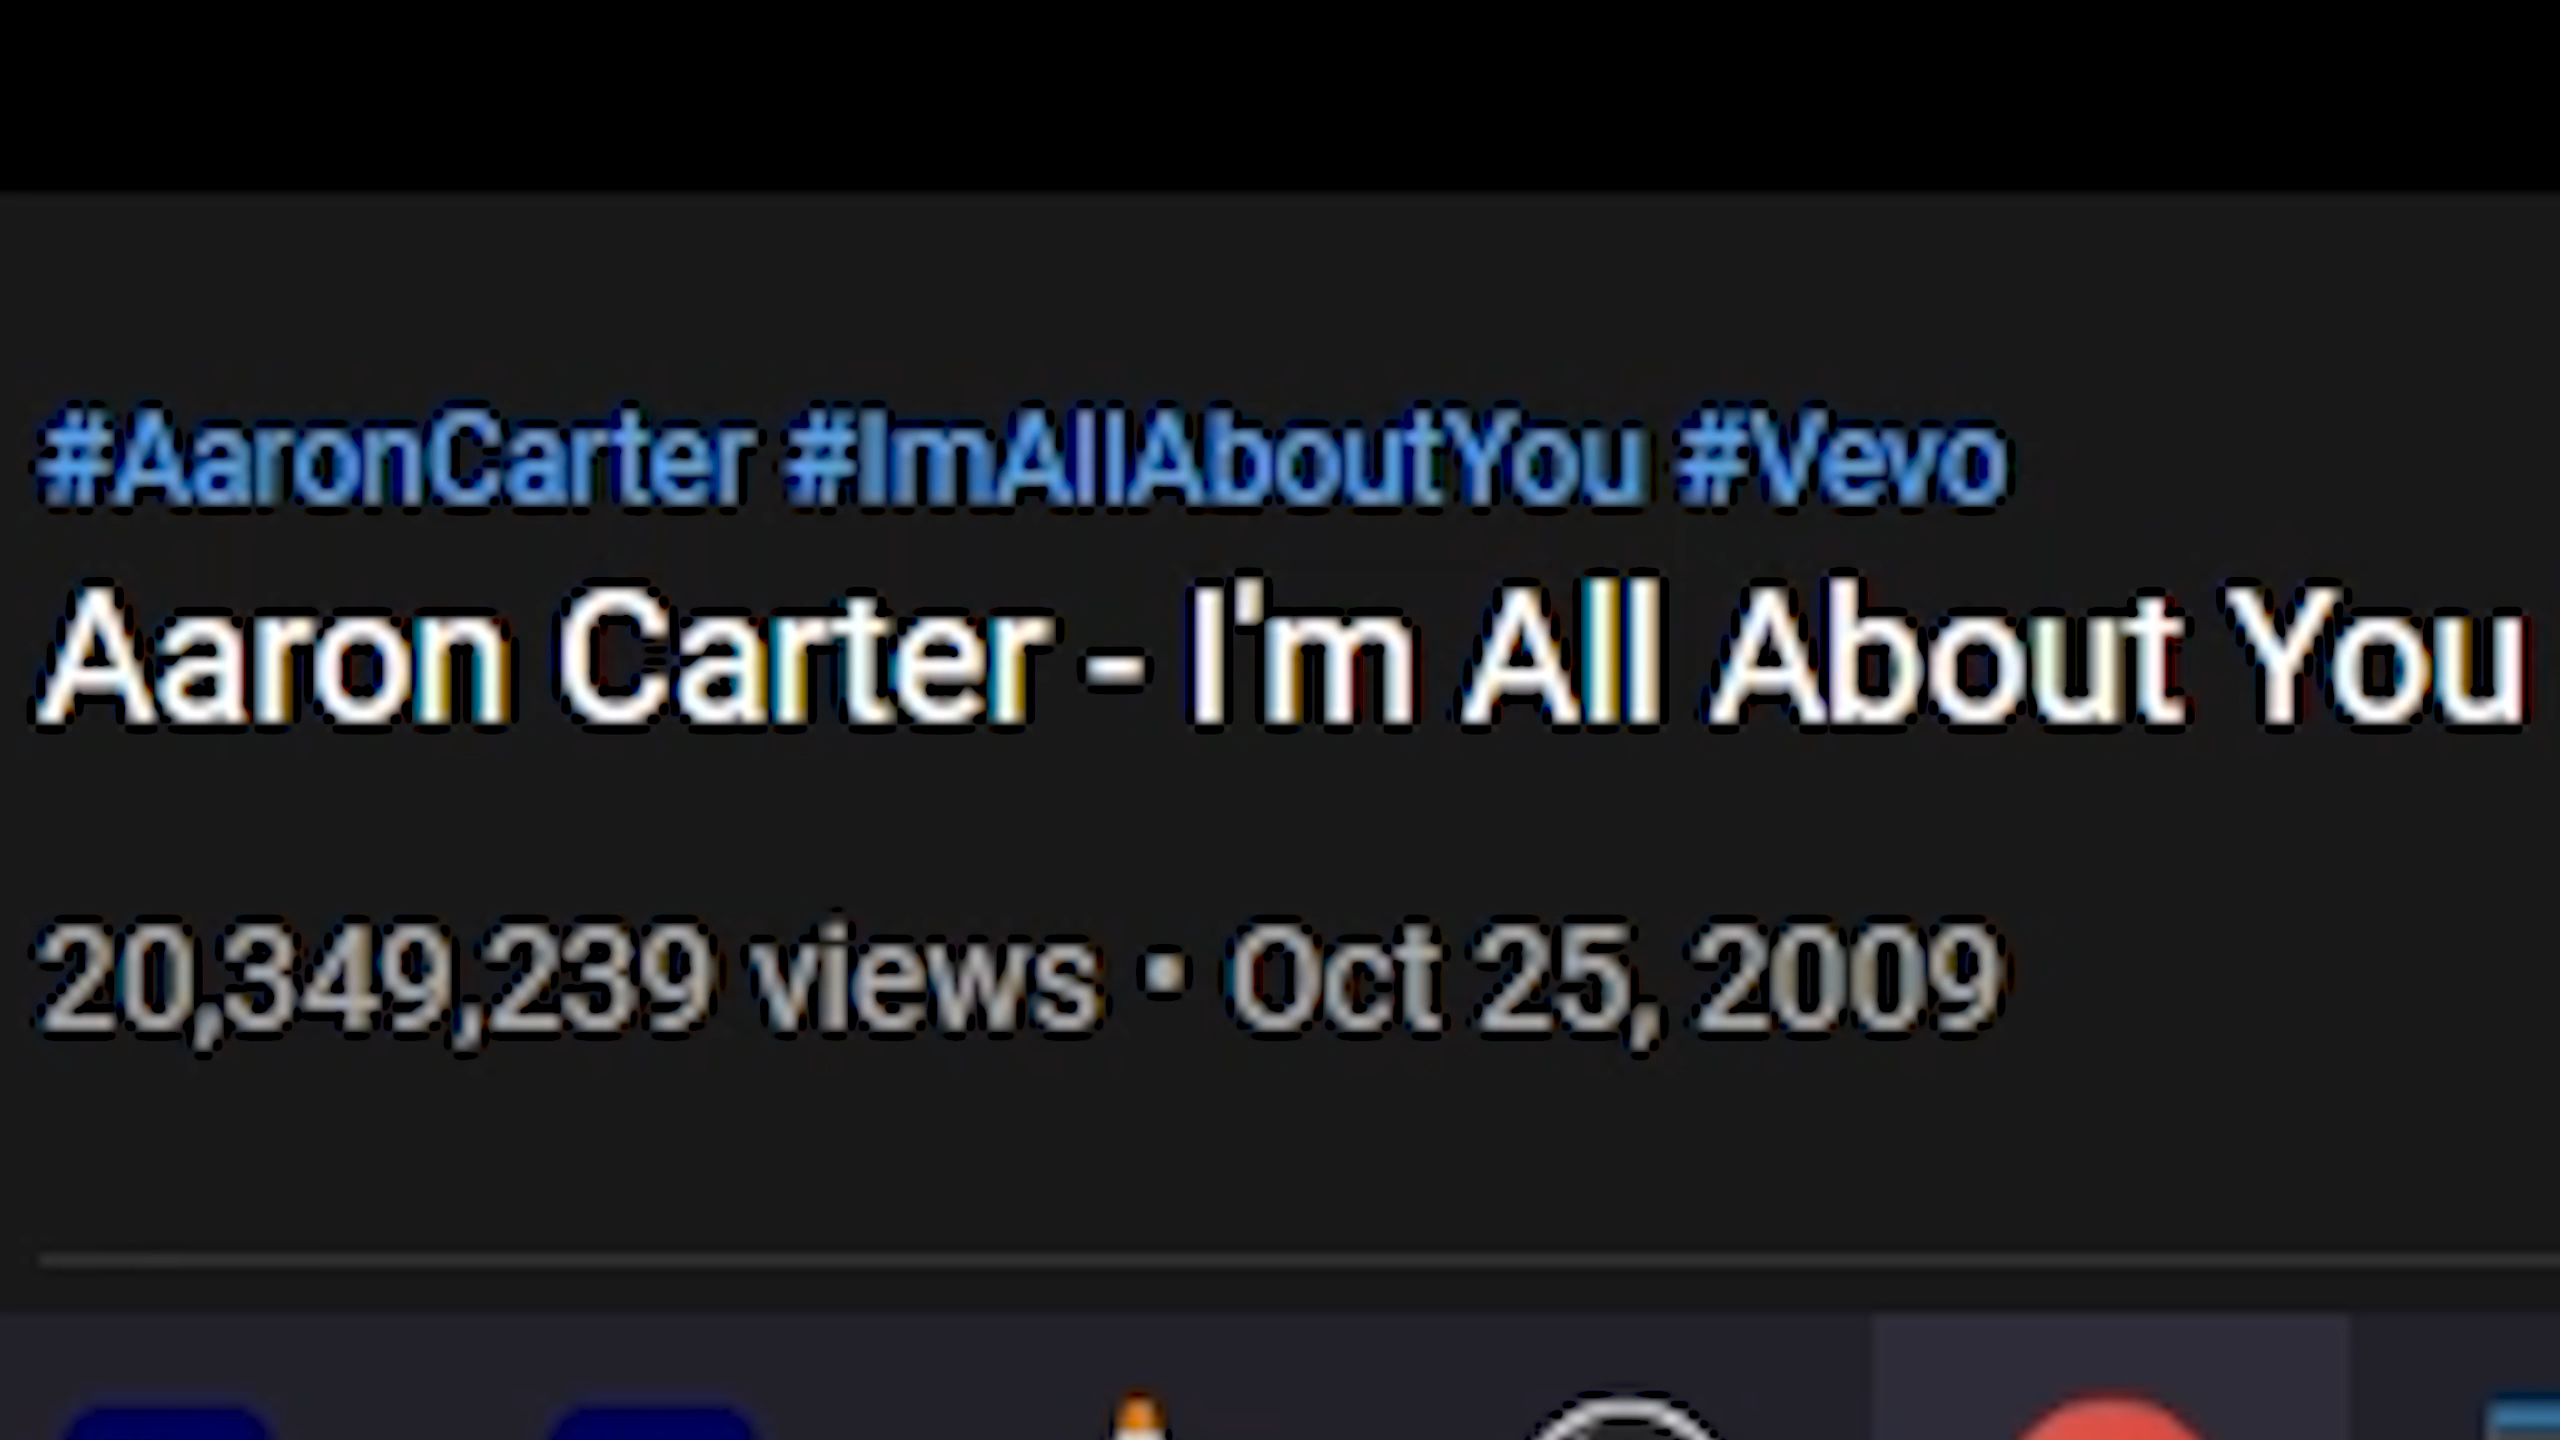 #AaronCarter #ImAllAboutYou #Vevo
Aaron Carter - I'm All About You
20,349,239 views • Oct 25, 2009